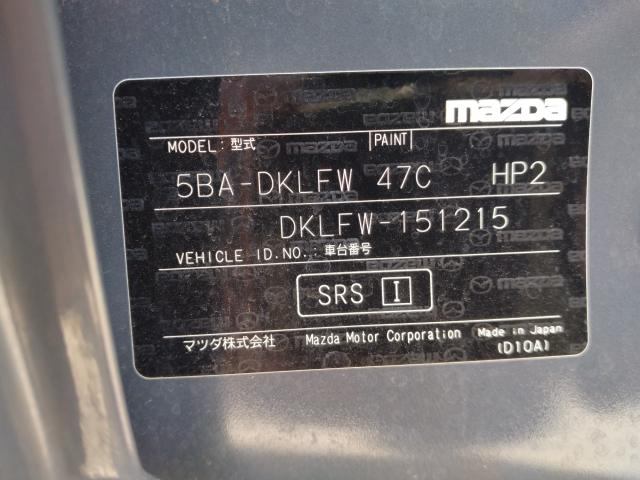 mazda
MODEL: 型式 PAINT
5BA-DKLFW 47C HP2
DKLFW-151215
VEHICLE ID.NO.: 車台番号
SRS I
マツダ株式会社 Mazda Motor Corporation Made in Japan
(D10A)